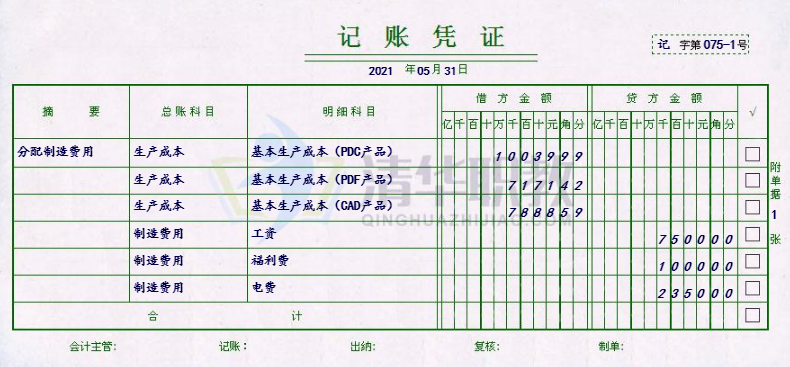 记 账 凭 证
记 字第 075-1号
2021 年 05 月 31 日
摘 要 总账科目 明细科目 借方金额 贷方金额 √
亿千百十万千百十元角分 亿千百十万千百十元角分
分配制造费用 生产成本 基本生产成本（PDC产品） 1003999
生产成本 基本生产成本（PDF产品） 717142
生产成本 基本生产成本（CAD产品） 788859
制造费用 工资 750000
制造费用 福利费 100000
制造费用 电费 235000
合 计
附单据 1 张
会计主管: 记账: 出纳: 复核: 制单:
清华职教
QINGHUAZHIJIAO.COM